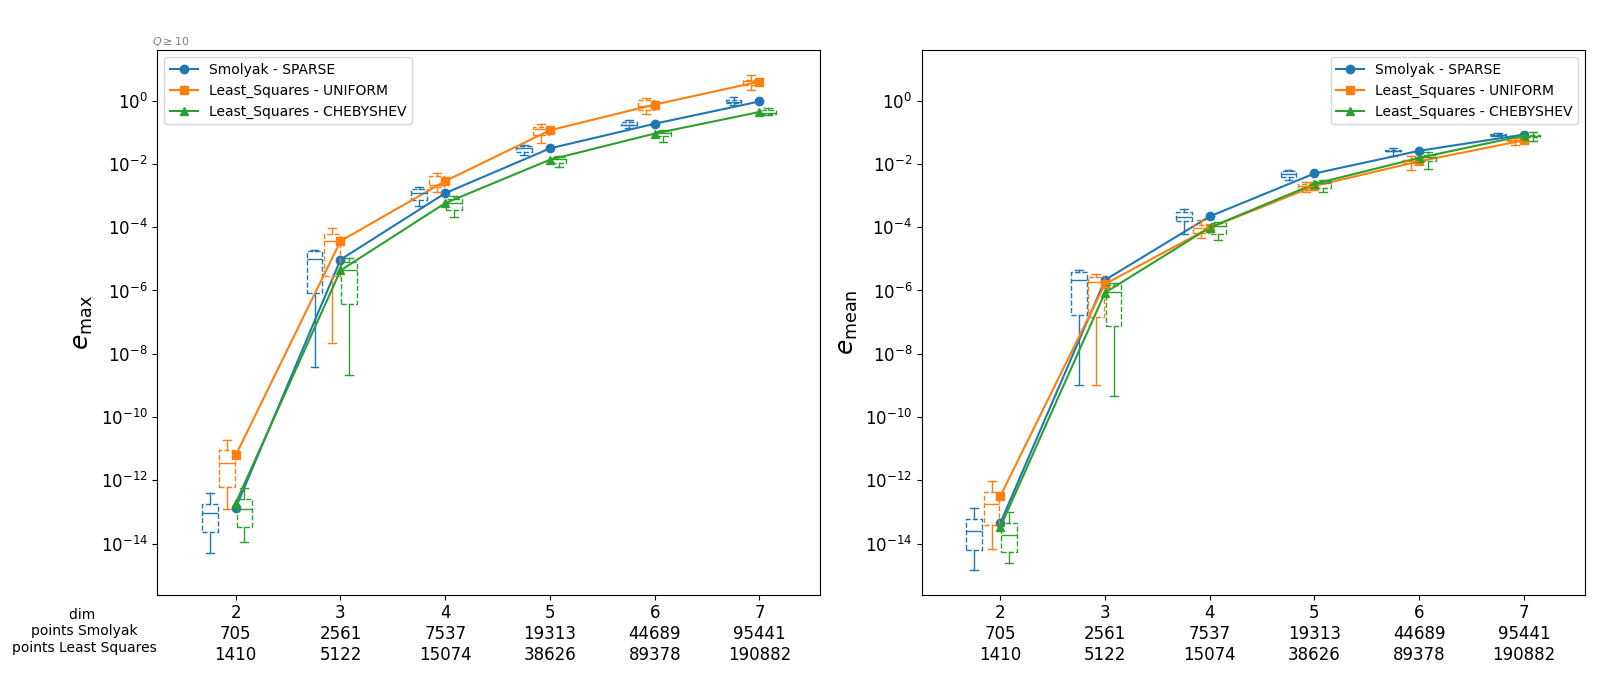 Q ≥ 10
Smolyak - SPARSE
Least_Squares - UNIFORM
Least_Squares - CHEBYSHEV
10^0
10^−2
10^−4
10^−6
10^−8
10^−10
10^−12
10^−14
e_max
dim
points Smolyak
points Least Squares
2 3 4 5 6 7
705 2561 7537 19313 44689 95441
1410 5122 15074 38626 89378 190882
Smolyak - SPARSE
Least_Squares - UNIFORM
Least_Squares - CHEBYSHEV
10^0
10^−2
10^−4
10^−6
10^−8
10^−10
10^−12
10^−14
e_mean
2 3 4 5 6 7
705 2561 7537 19313 44689 95441
1410 5122 15074 38626 89378 190882